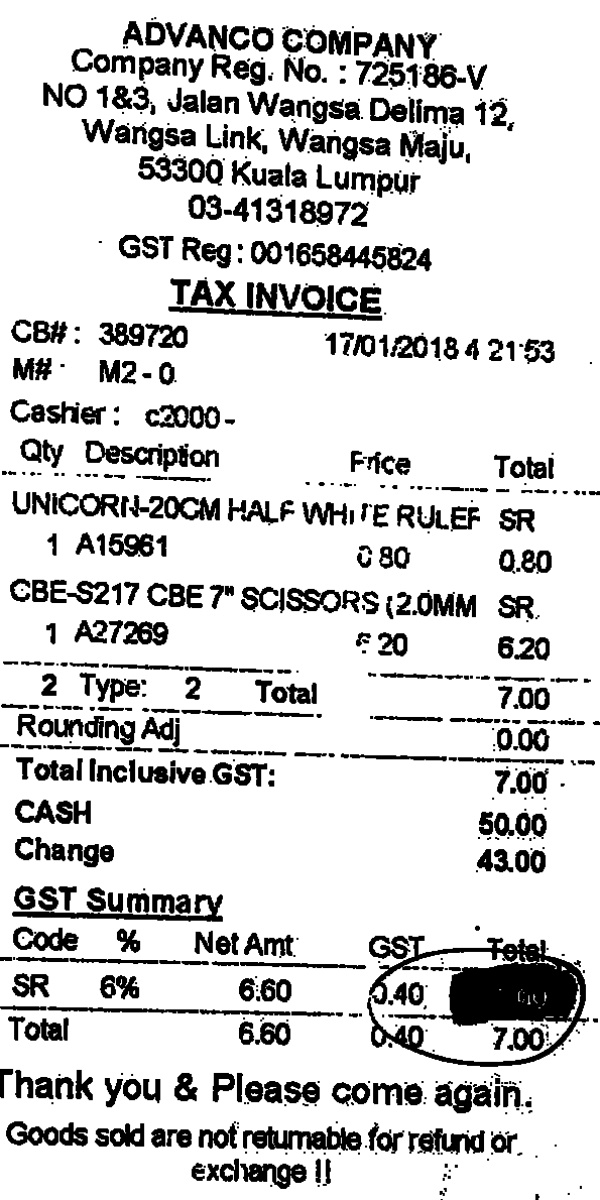 ADVANCO COMPANY
Company Reg. No. : 725186-V
NO 1&3, Jalan Wangsa Delima 12,
Wangsa Link, Wangsa Maju,
53300 Kuala Lumpur
03-41318972
GST Reg : 001658445824
TAX INVOICE
CB# : 389720 17/01/2018 4 21:53
M# M2 - 0
Cashier : c2000 -
Qty Description Price Total
UNICORN-20CM HALF WHITE RULER SR
1 A15961 0.80 0.80
CBE-S217 CBE 7" SCISSORS (2.0MM SR
1 A27269 20 6.20
2 Type: 2 Total 7.00
Rounding Adj 0.00
Total Inclusive GST: 7.00
CASH 50.00
Change 43.00
GST Summary
Code % Net Amt GST Total
SR 6% 6.60 0.40
Total 6.60 0.40 7.00
Thank you & Please come again.
Goods sold are not returnable for refund or
exchange !!